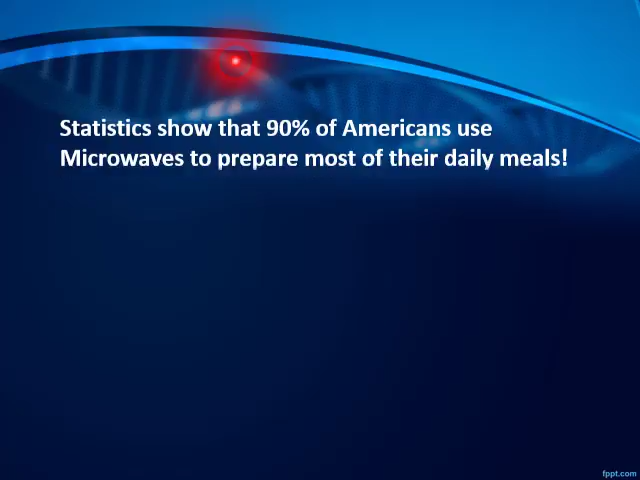 Statistics show that 90% of Americans use
Microwaves to prepare most of their daily meals!
fppt.com